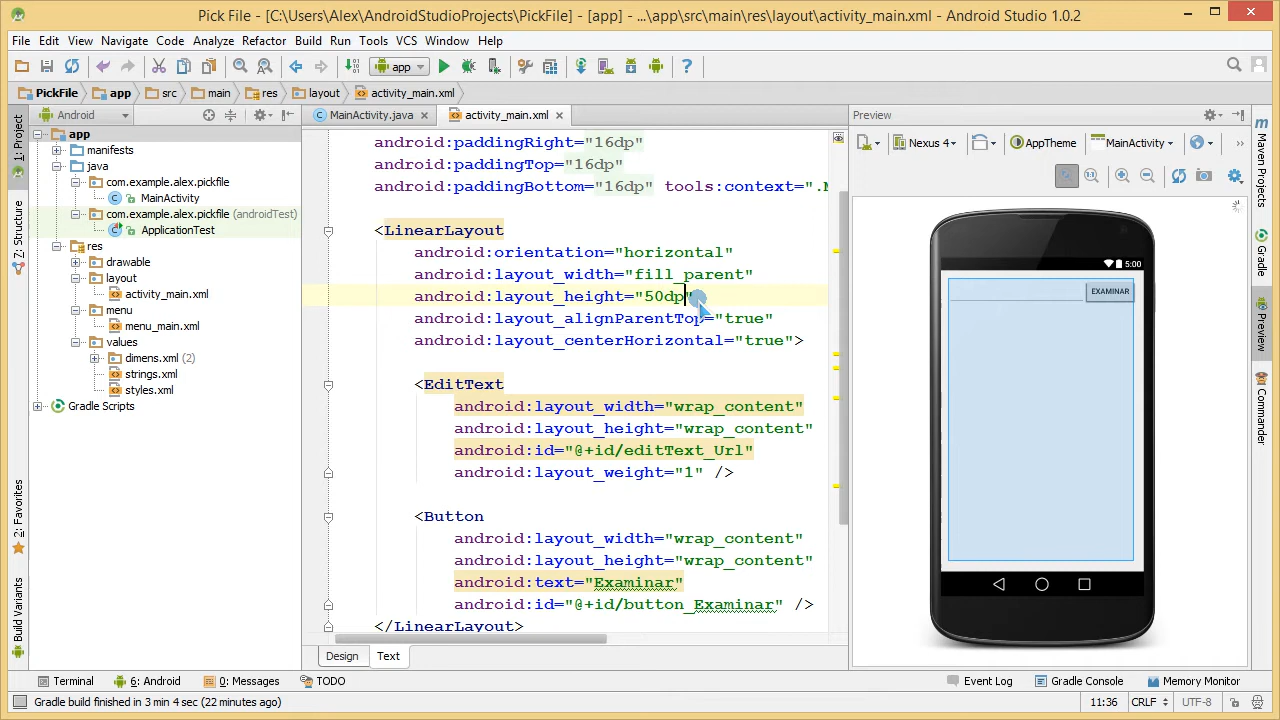 Pick File - [C:\Users\Alex\AndroidStudioProjects\PickFile] - [app] - ...\app\src\main\res\layout\activity_main.xml - Android Studio 1.0.2
File Edit View Navigate Code Analyze Refactor Build Run Tools VCS Window Help
app
PickFile app src main res layout activity_main.xml
Android
MainActivity.java activity_main.xml
Preview
1: Project
Z: Structure
2: Favorites
Build Variants
app
manifests
java
com.example.alex.pickfile
MainActivity
com.example.alex.pickfile (androidTest)
ApplicationTest
res
drawable
layout
activity_main.xml
menu
menu_main.xml
values
dimens.xml (2)
strings.xml
styles.xml
Gradle Scripts
android:paddingRight="16dp"
android:paddingTop="16dp"
android:paddingBottom="16dp" tools:context=".M
<LinearLayout
android:orientation="horizontal"
android:layout_width="fill_parent"
android:layout_height="50dp"
android:layout_alignParentTop="true"
android:layout_centerHorizontal="true">
<EditText
android:layout_width="wrap_content"
android:layout_height="wrap_content"
android:id="@+id/editText_Url"
android:layout_weight="1" />
<Button
android:layout_width="wrap_content"
android:layout_height="wrap_content"
android:text="Examinar"
android:id="@+id/button_Examinar" />
</LinearLayout>
Design Text
Nexus 4 AppTheme MainActivity
5:00
EXAMINAR
Maven Projects
Gradle
Preview
Commander
Terminal 6: Android 0: Messages TODO Event Log Gradle Console Memory Monitor
Gradle build finished in 3 min 4 sec (22 minutes ago) 11:36 CRLF UTF-8